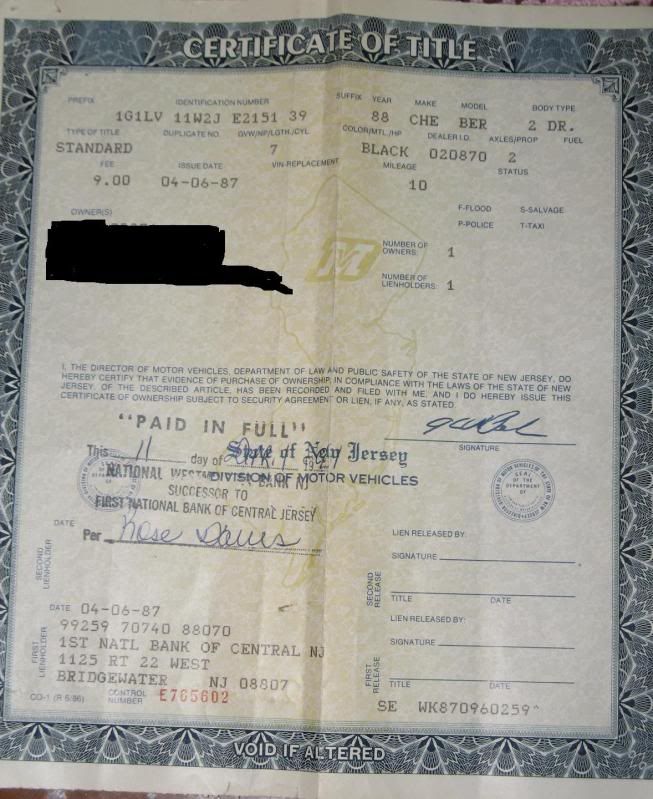 CERTIFICATE OF TITLE
PREFIX IDENTIFICATION NUMBER SUFFIX YEAR MAKE MODEL BODY TYPE
1G1LV 11W2J E2151 39 88 CHE BER 2 DR.
TYPE OF TITLE DUPLICATE NO. GVW/NP/LGTH./CYL COLOR/MTL./HP DEALER I.D. AXLES/PROP FUEL
STANDARD 7 BLACK 020870 2
FEE ISSUE DATE VIN-REPLACEMENT MILEAGE STATUS
9.00 04-06-87 10
OWNER(S)
F-FLOOD S-SALVAGE
P-POLICE T-TAXI
M
NUMBER OF OWNERS: 1
NUMBER OF LIENHOLDERS: 1
I, THE DIRECTOR OF MOTOR VEHICLES, DEPARTMENT OF LAW AND PUBLIC SAFETY OF THE STATE OF NEW JERSEY, DO
HEREBY CERTIFY THAT EVIDENCE OF PURCHASE OF OWNERSHIP, IN COMPLIANCE WITH THE LAWS OF THE STATE OF NEW
JERSEY, OF THE DESCRIBED ARTICLE, HAS BEEN RECORDED AND FILED WITH ME, AND I DO HEREBY ISSUE THIS
CERTIFICATE OF OWNERSHIP SUBJECT TO SECURITY AGREEMENT OR LIEN, IF ANY, AS STATED.
"PAID IN FULL"
SIGNATURE
This 11 day of 19
State of New Jersey
DIVISION OF MOTOR VEHICLES
NATIONAL BANK NJ
SUCCESSOR TO
FIRST NATIONAL BANK OF CENTRAL JERSEY
DATE
Per Rose Davis
SECOND LIENHOLDER
LIEN RELEASED BY:
SIGNATURE
SECOND RELEASE
TITLE DATE
DATE 04-06-87
FIRST LIENHOLDER
99259 70740 88070
1ST NATL BANK OF CENTRAL NJ
1125 RT 22 WEST
BRIDGEWATER NJ 08807
LIEN RELEASED BY:
SIGNATURE
FIRST RELEASE
TITLE DATE
CO-1 (R 6/86) CONTROL NUMBER E765602
SE WK870960259^
VOID IF ALTERED